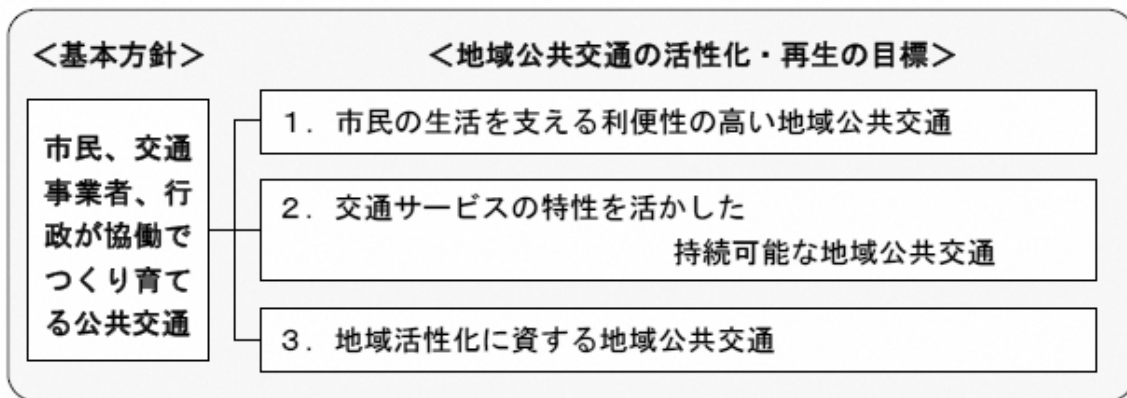 ＜基本方針＞
＜地域公共交通の活性化・再生の目標＞
市民、交通
事業者、行
政が協働で
つくり育て
る公共交通
１．市民の生活を支える利便性の高い地域公共交通
２．交通サービスの特性を活かした
持続可能な地域公共交通
３．地域活性化に資する地域公共交通